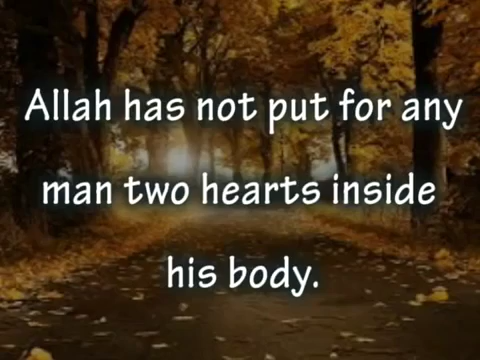 Allah has not put for any
man two hearts inside
his body.